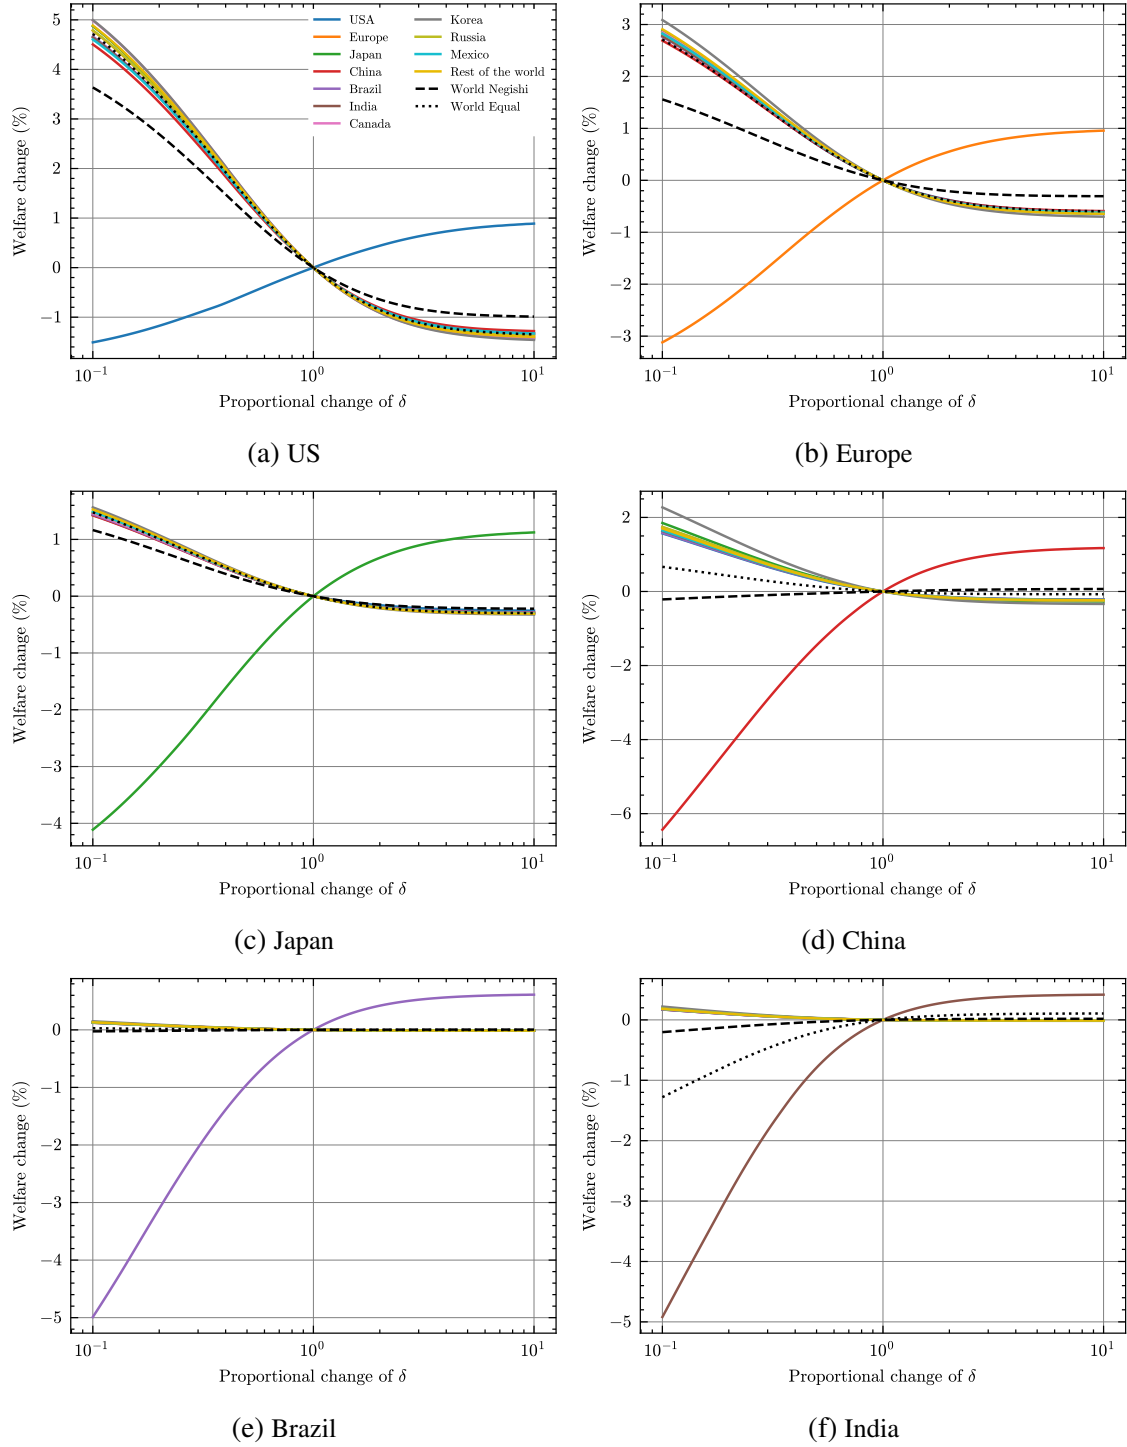 USA
Europe
Japan
China
Brazil
India
Canada
Korea
Russia
Mexico
Rest of the world
World Negishi
World Equal
Welfare change (%)
5
4
3
2
1
0
−1
10⁻¹
10⁰
10¹
Proportional change of δ
(a) US
Welfare change (%)
3
2
1
0
−1
−2
−3
10⁻¹
10⁰
10¹
Proportional change of δ
(b) Europe
Welfare change (%)
1
0
−1
−2
−3
−4
10⁻¹
10⁰
10¹
Proportional change of δ
(c) Japan
Welfare change (%)
2
0
−2
−4
−6
10⁻¹
10⁰
10¹
Proportional change of δ
(d) China
Welfare change (%)
0
−1
−2
−3
−4
−5
10⁻¹
10⁰
10¹
Proportional change of δ
(e) Brazil
Welfare change (%)
0
−1
−2
−3
−4
−5
10⁻¹
10⁰
10¹
Proportional change of δ
(f) India